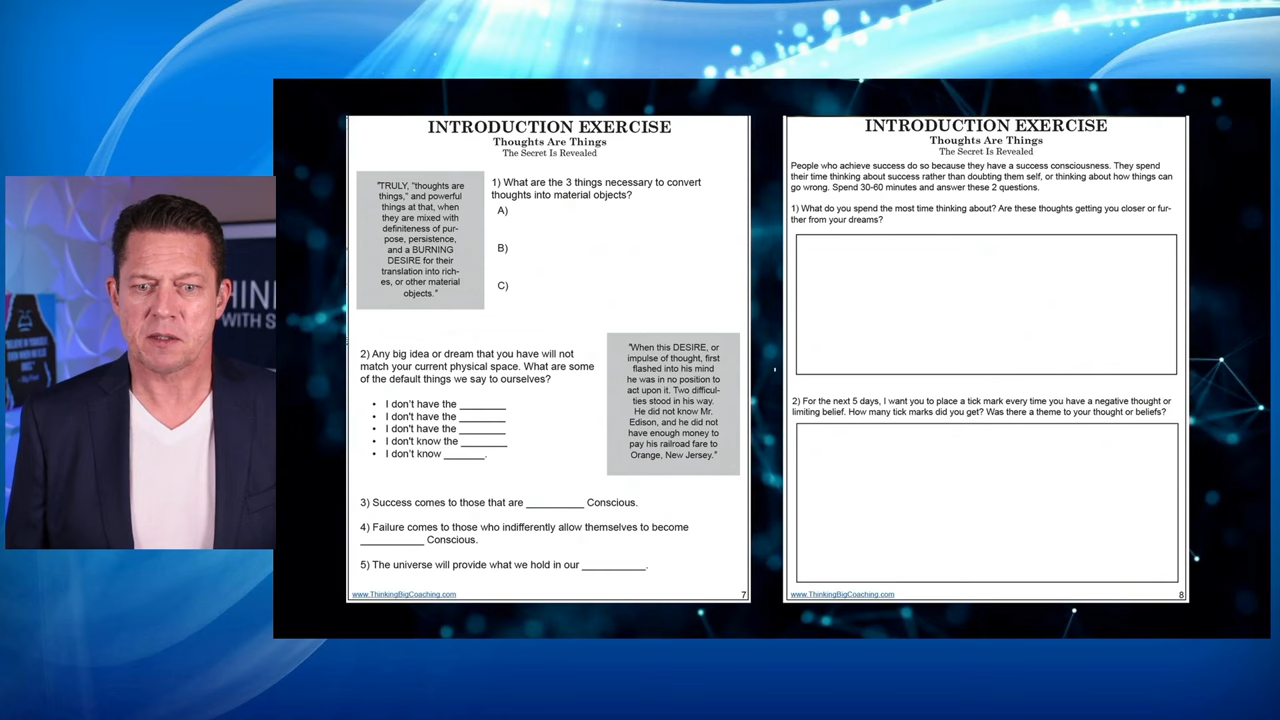 INTRODUCTION EXERCISE
Thoughts Are Things
The Secret Is Revealed
"TRULY, "thoughts are
things," and powerful
things at that, when
they are mixed with
definiteness of pur-
pose, persistence,
and a BURNING
DESIRE for their
translation into rich-
es, or other material
objects."
1) What are the 3 things necessary to convert
thoughts into material objects?
A)
B)
C)
2) Any big idea or dream that you have will not
match your current physical space. What are some
of the default things we say to ourselves?
• I don't have the ________
• I don't have the ________
• I don't have the ________
• I don't know the ________
• I don't know _______.
"When this DESIRE, or
impulse of thought, first
flashed into his mind
he was in no position to
act upon it. Two difficul-
ties stood in his way.
He did not know Mr.
Edison, and he did not
have enough money to
pay his railroad fare to
Orange, New Jersey."
3) Success comes to those that are __________ Conscious.
4) Failure comes to those who indifferently allow themselves to become
___________ Conscious.
5) The universe will provide what we hold in our ___________.
www.ThinkingBigCoaching.com
7
INTRODUCTION EXERCISE
Thoughts Are Things
The Secret Is Revealed
People who achieve success do so because they have a success consciousness. They spend
their time thinking about success rather than doubting them self, or thinking about how things can
go wrong. Spend 30-60 minutes and answer these 2 questions.
1) What do you spend the most time thinking about? Are these thoughts getting you closer or fur-
ther from your dreams?
2) For the next 5 days, I want you to place a tick mark every time you have a negative thought or
limiting belief. How many tick marks did you get? Was there a theme to your thought or beliefs?
www.ThinkingBigCoaching.com
8
HIN
WITH S